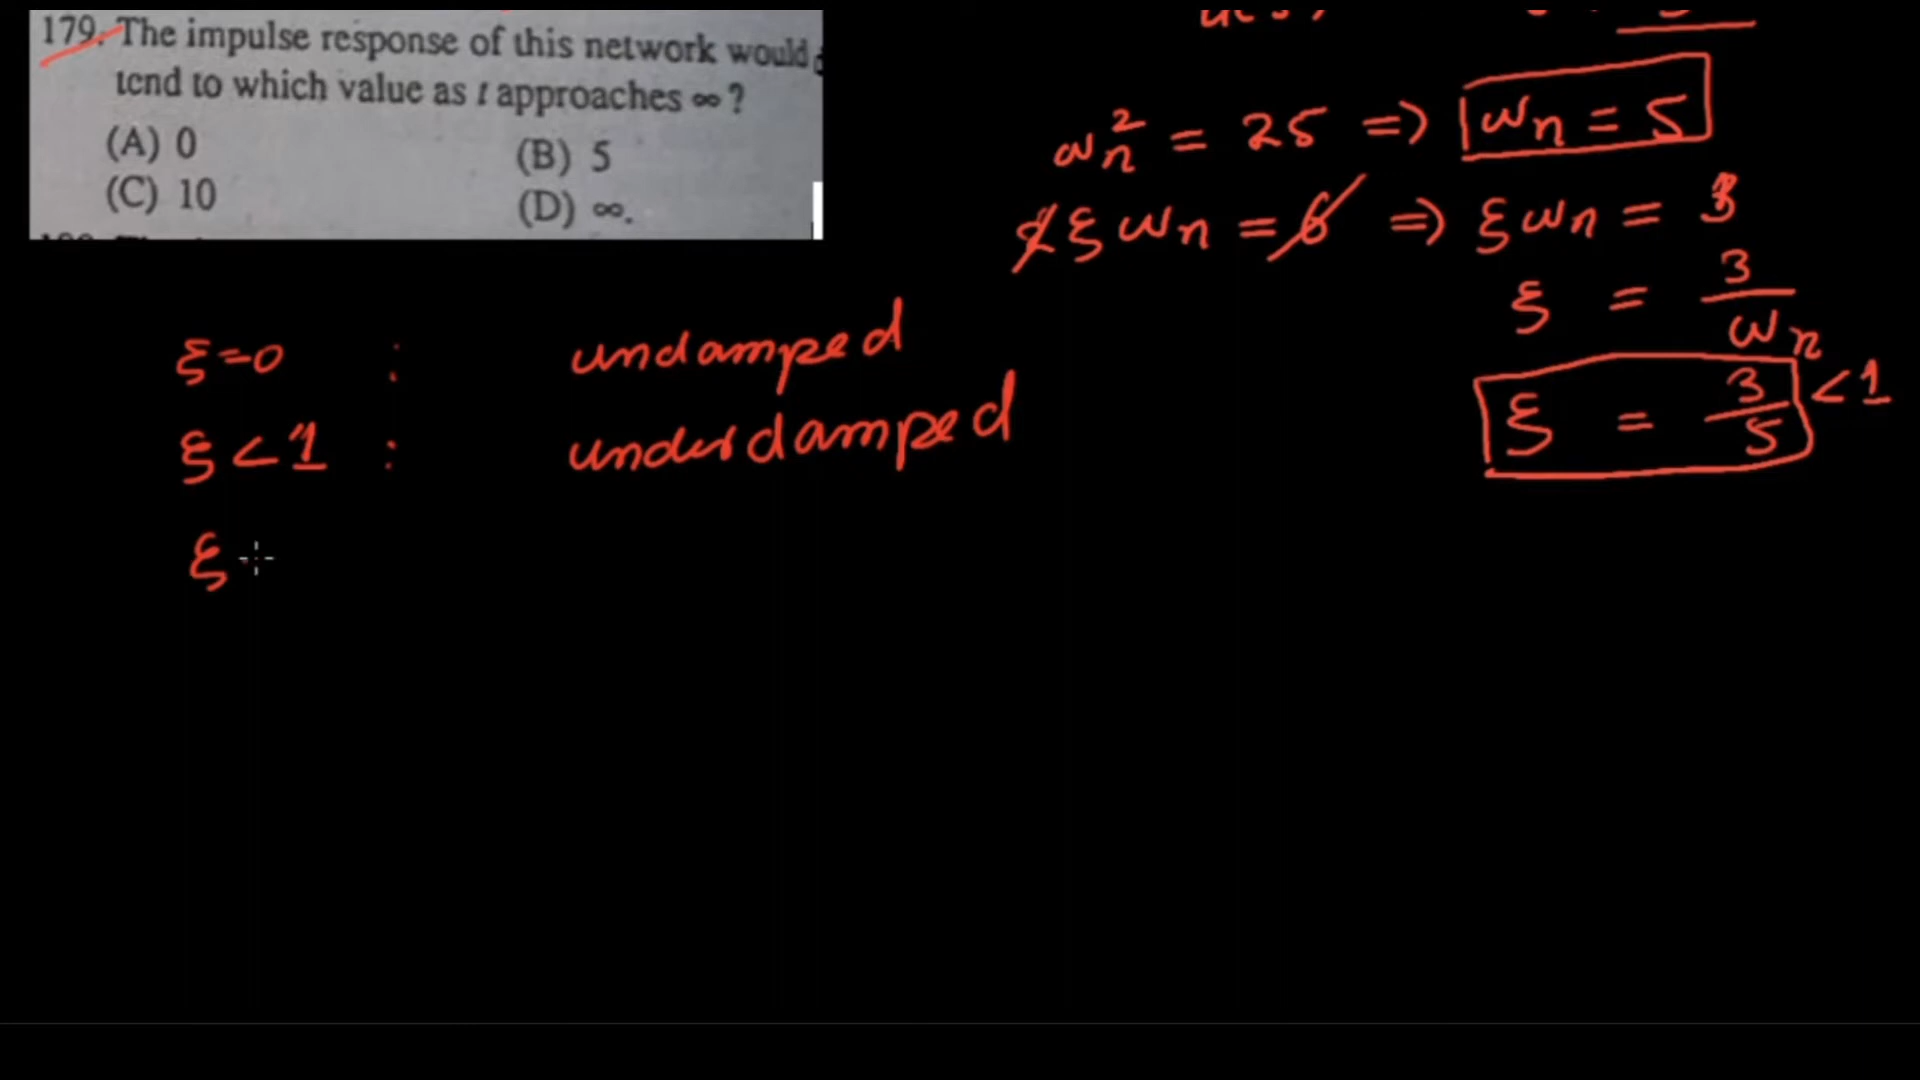 179. The impulse response of this network would
tend to which value as t approaches ∞ ?
(A) 0 (B) 5
(C) 10 (D) ∞.
ωn² = 25 => ωn = 5
2ξωn = 6 => ξωn = 3
ξ = 3/ωn
ξ = 3/5 < 1
ξ=0 : undamped
ξ<1 : underdamped
ξ